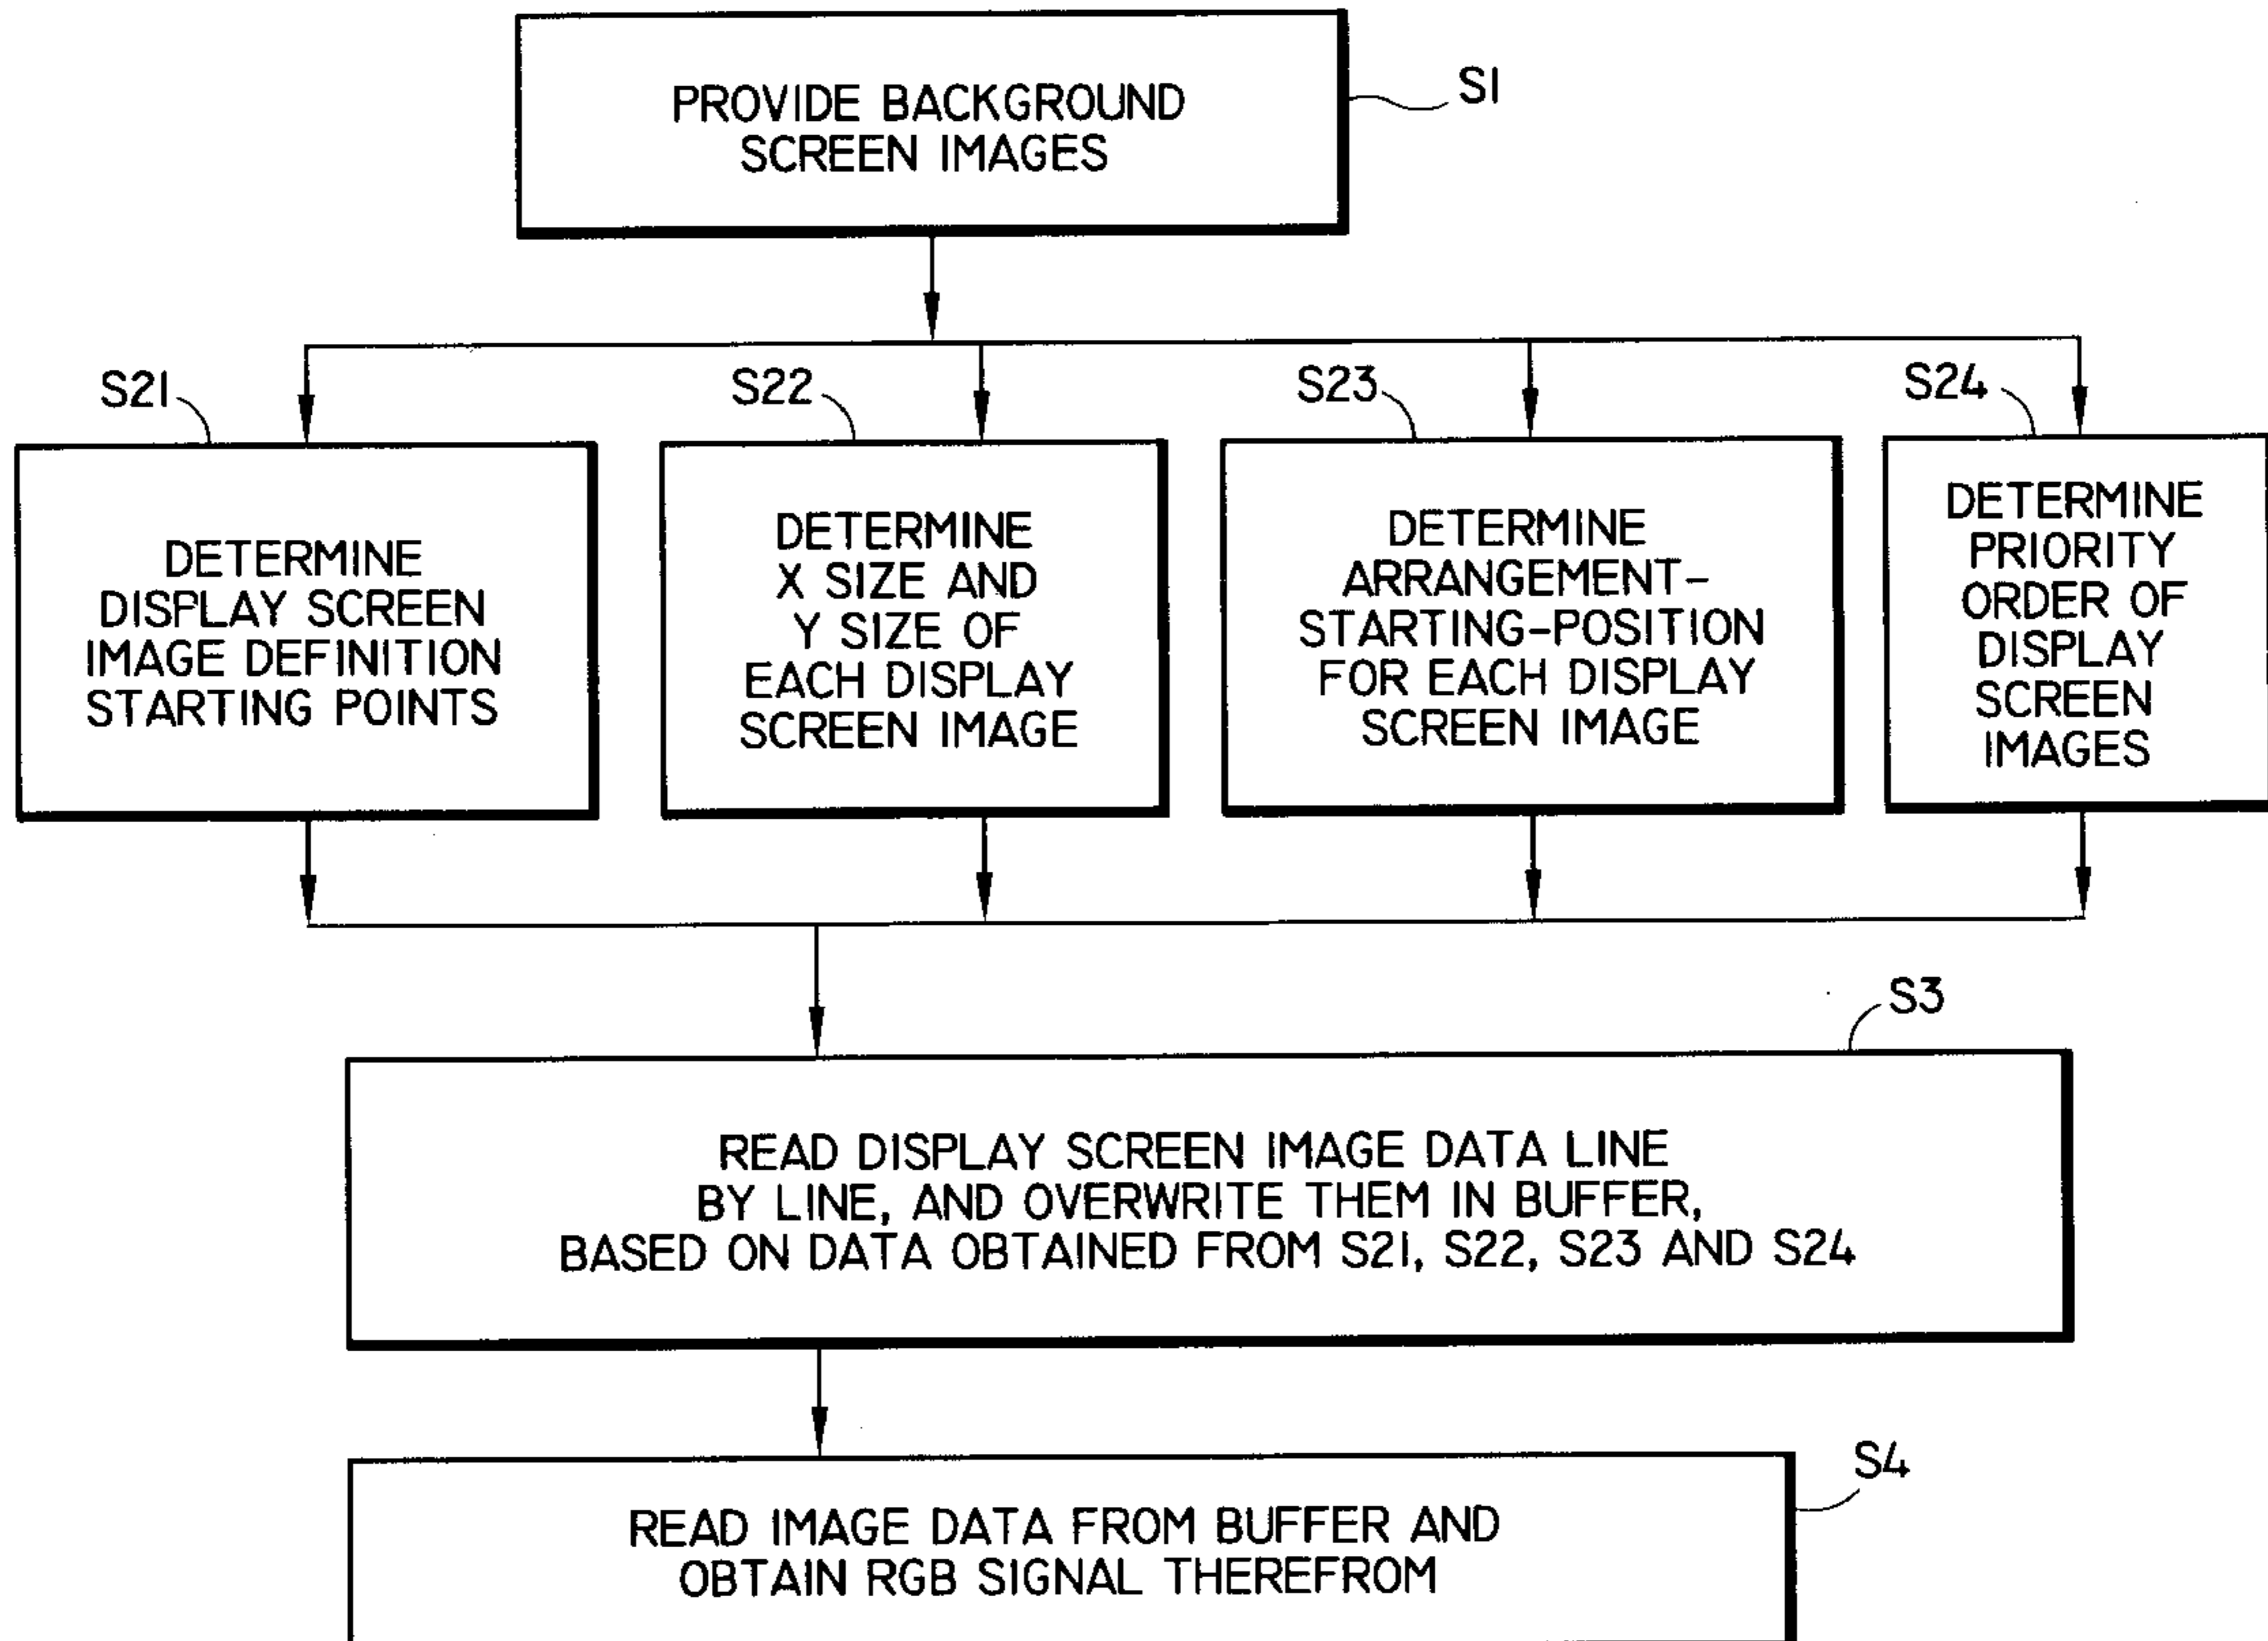 PROVIDE BACKGROUND
SCREEN IMAGES
S1
S21
S22
S23
S24
DETERMINE
DISPLAY SCREEN
IMAGE DEFINITION
STARTING POINTS
DETERMINE
X SIZE AND
Y SIZE OF
EACH DISPLAY
SCREEN IMAGE
DETERMINE
ARRANGEMENT-
STARTING-POSITION
FOR EACH DISPLAY
SCREEN IMAGE
DETERMINE
PRIORITY
ORDER OF
DISPLAY
SCREEN
IMAGES
S3
READ DISPLAY SCREEN IMAGE DATA LINE
BY LINE, AND OVERWRITE THEM IN BUFFER,
BASED ON DATA OBTAINED FROM S21, S22, S23 AND S24
S4
READ IMAGE DATA FROM BUFFER AND
OBTAIN RGB SIGNAL THEREFROM